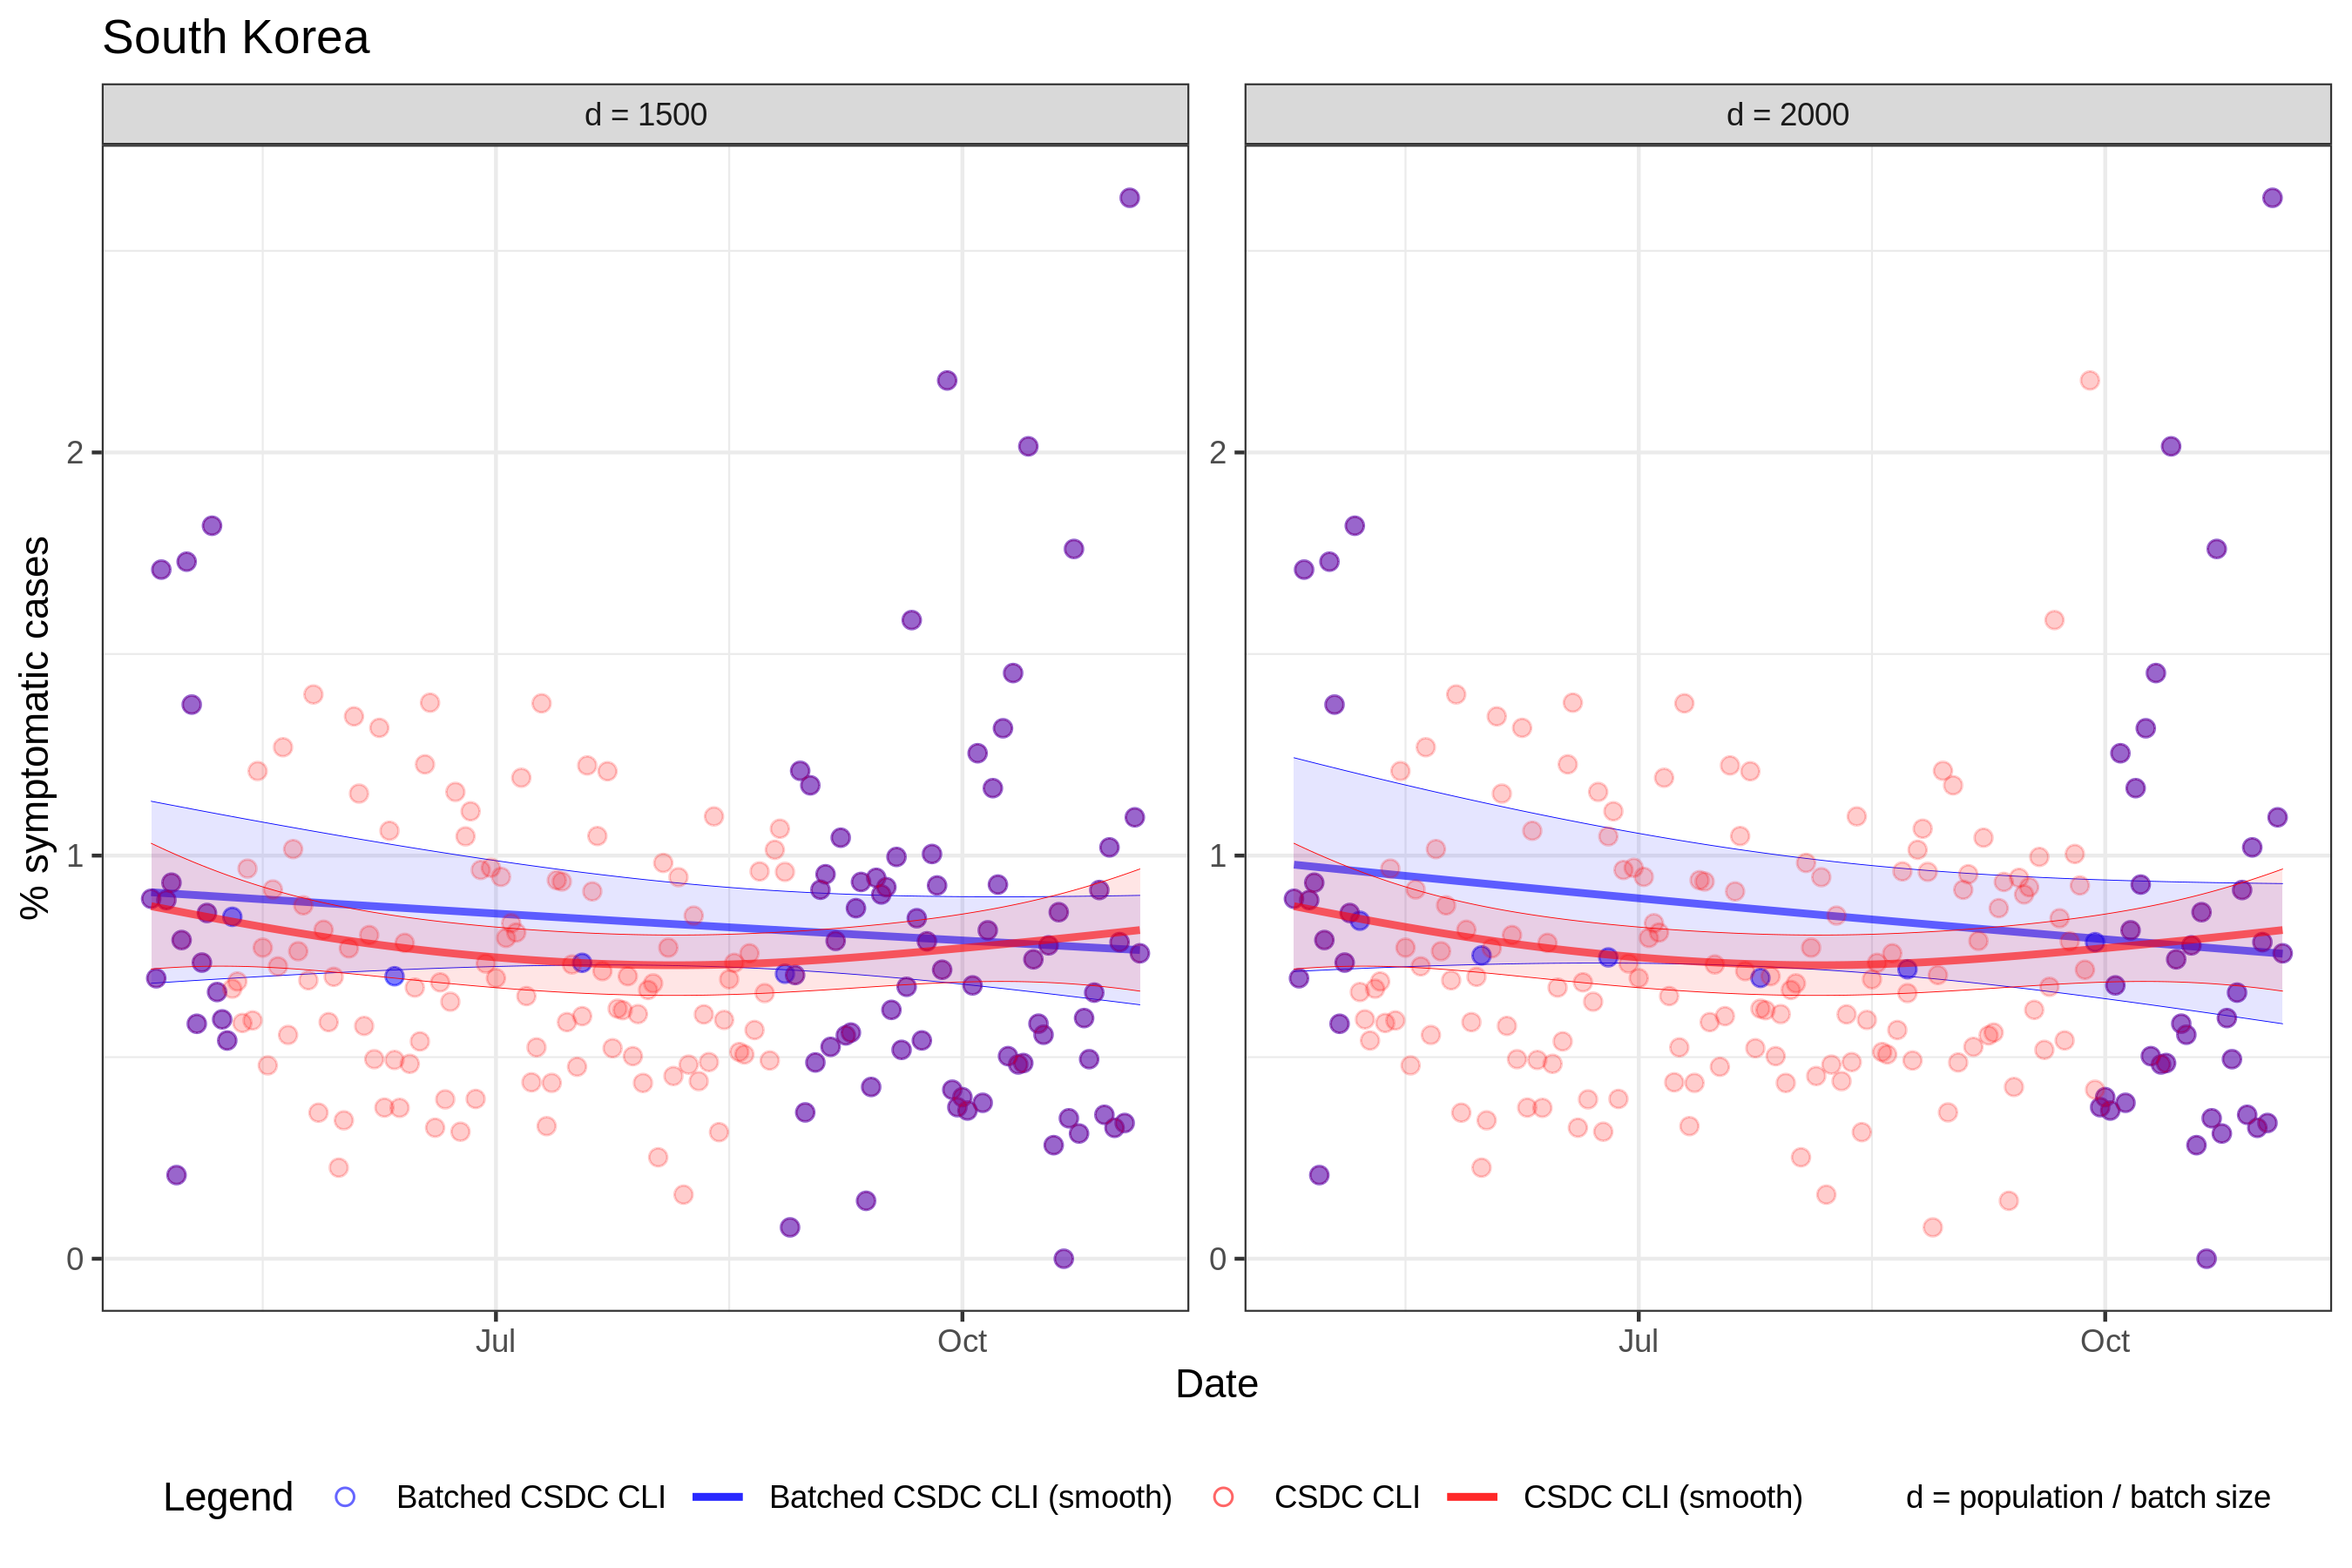 South Korea
d = 1500
d = 2000
% symptomatic cases
2
1
0
2
1
0
Jul
Oct
Jul
Oct
Date
Legend
Batched CSDC CLI
Batched CSDC CLI (smooth)
CSDC CLI
CSDC CLI (smooth)
d = population / batch size